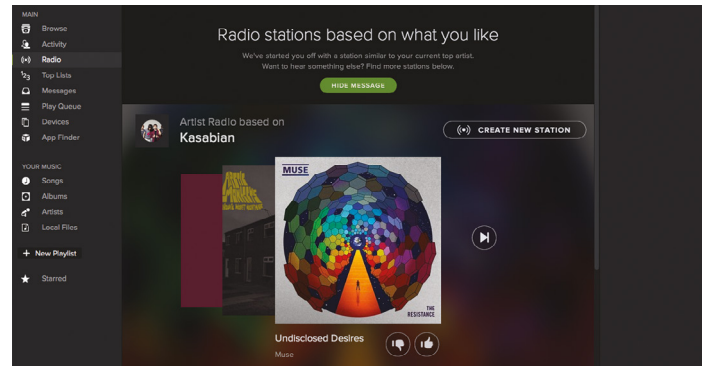 MAIN
Browse
Activity
Radio
Top Lists
Messages
Play Queue
Devices
App Finder
YOUR MUSIC
Songs
Albums
Artists
Local Files
+ New Playlist
Starred
Radio stations based on what you like
We've started you off with a station similar to your current top artist.
Want to hear something else? Find more stations below.
HIDE MESSAGE
Artist Radio based on
Kasabian
CREATE NEW STATION
MUSE
THE
RESISTANCE
Undisclosed Desires
Muse